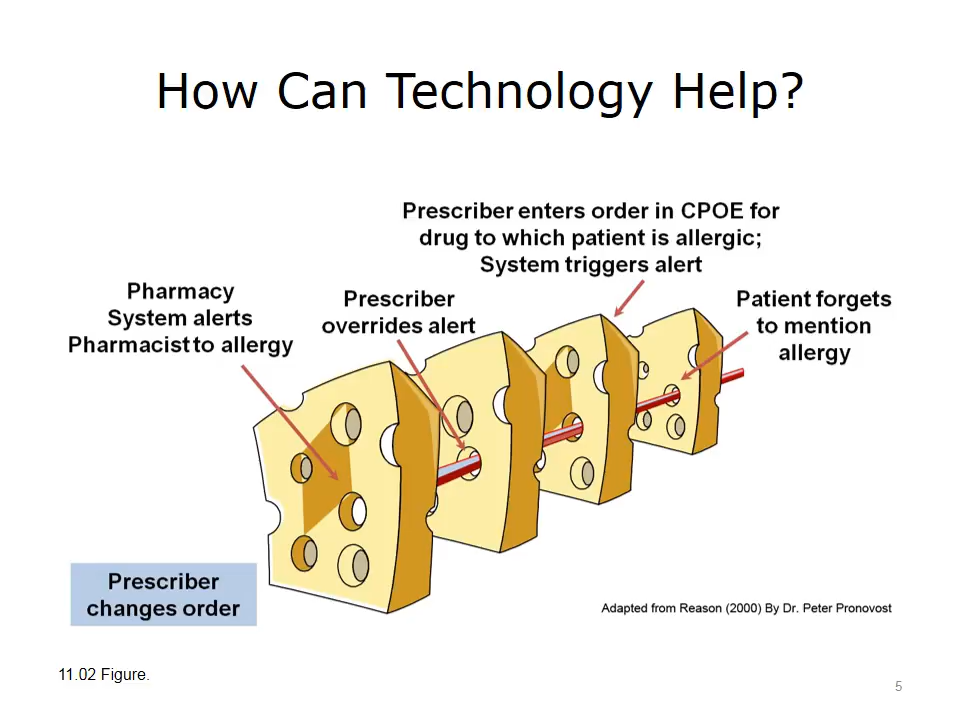 How Can Technology Help?
Prescriber enters order in CPOE for
drug to which patient is allergic;
System triggers alert
Pharmacy
System alerts
Pharmacist to allergy
Prescriber
overrides alert
Patient forgets
to mention
allergy
Prescriber
changes order
Adapted from Reason (2000) By Dr. Peter Pronovost
11.02 Figure.
5